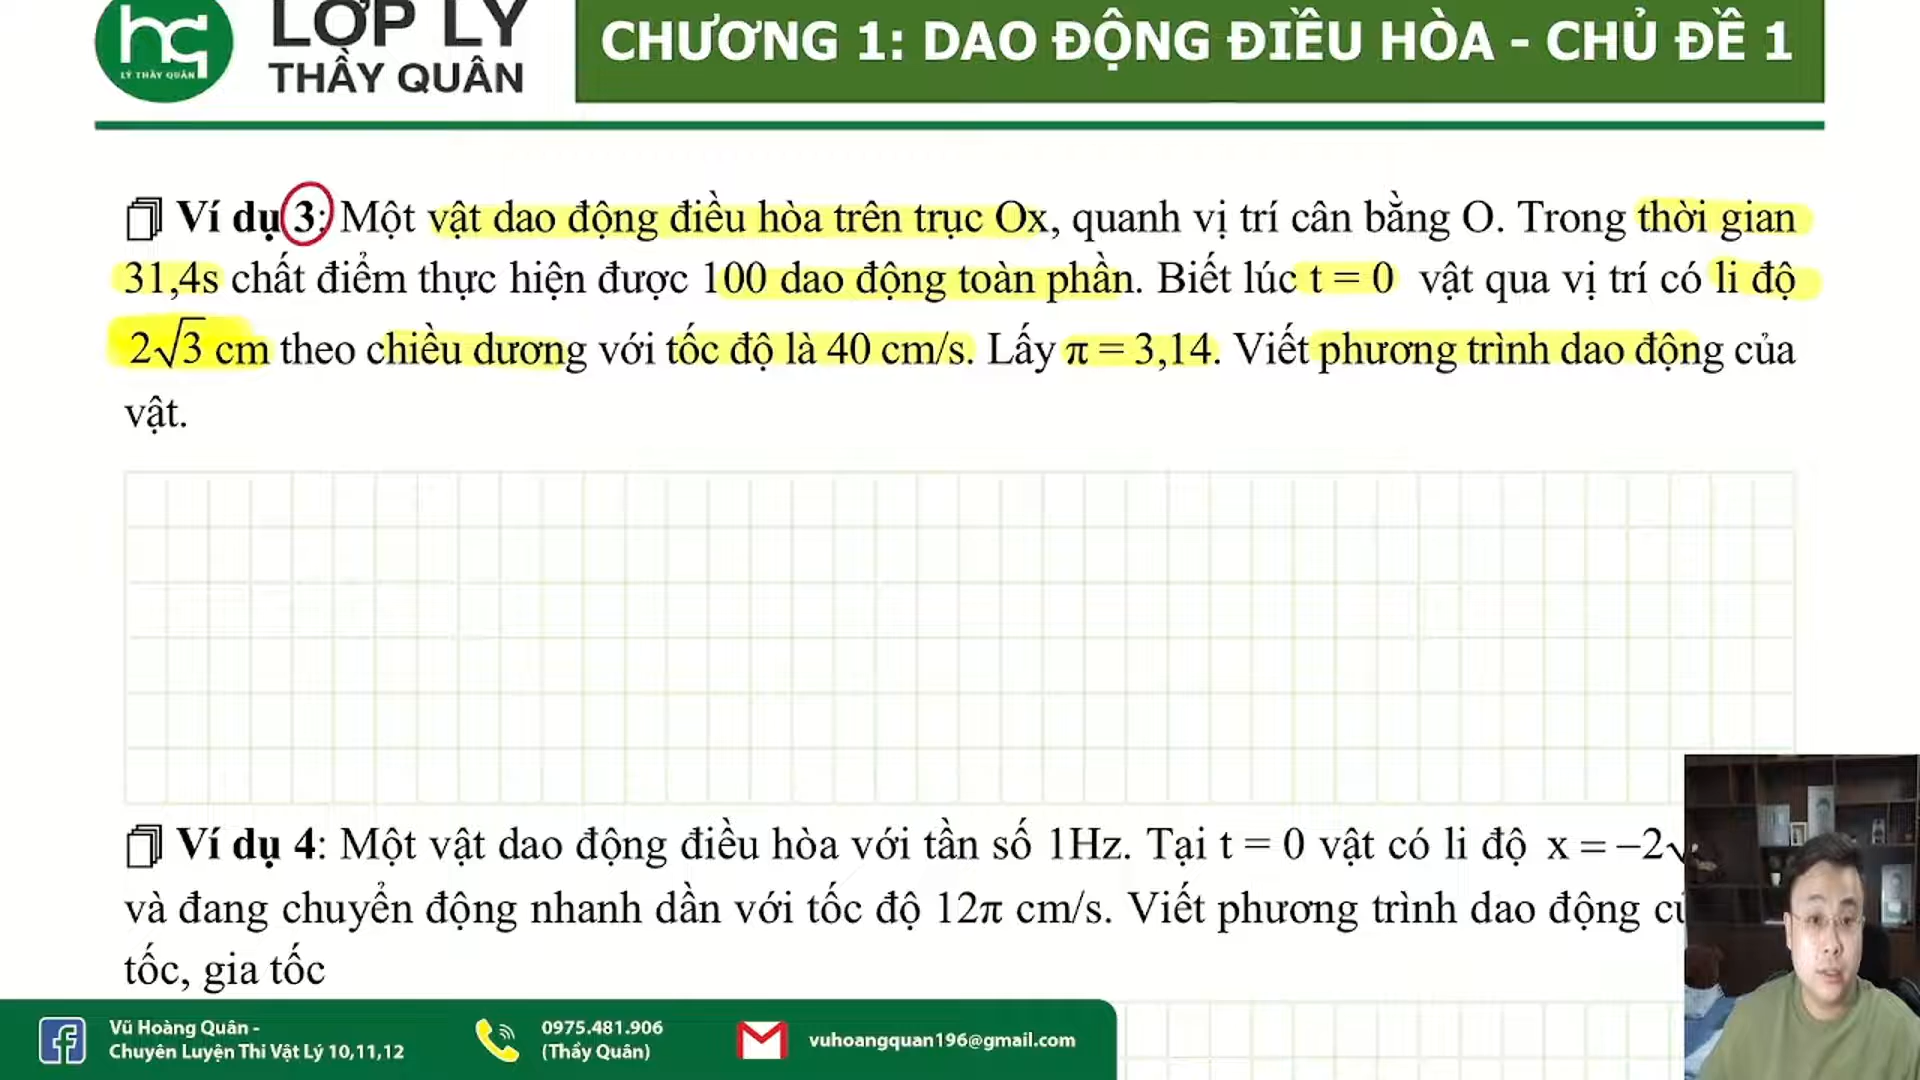 hq
LÝ THẦY QUÂN
LỚP LÝ
THẦY QUÂN
CHƯƠNG 1: DAO ĐỘNG ĐIỀU HÒA - CHỦ ĐỀ 1
Ví dụ 3: Một vật dao động điều hòa trên trục Ox, quanh vị trí cân bằng O. Trong thời gian
31,4s chất điểm thực hiện được 100 dao động toàn phần. Biết lúc t = 0 vật qua vị trí có li độ
2√3 cm theo chiều dương với tốc độ là 40 cm/s. Lấy π = 3,14. Viết phương trình dao động của
vật.
Ví dụ 4: Một vật dao động điều hòa với tần số 1Hz. Tại t = 0 vật có li độ x = −2√
và đang chuyển động nhanh dần với tốc độ 12π cm/s. Viết phương trình dao động
tốc, gia tốc
Vũ Hoàng Quân -
Chuyên Luyện Thi Vật Lý 10,11,12
0975.481.906
(Thầy Quân)
vuhoangquan196@gmail.com